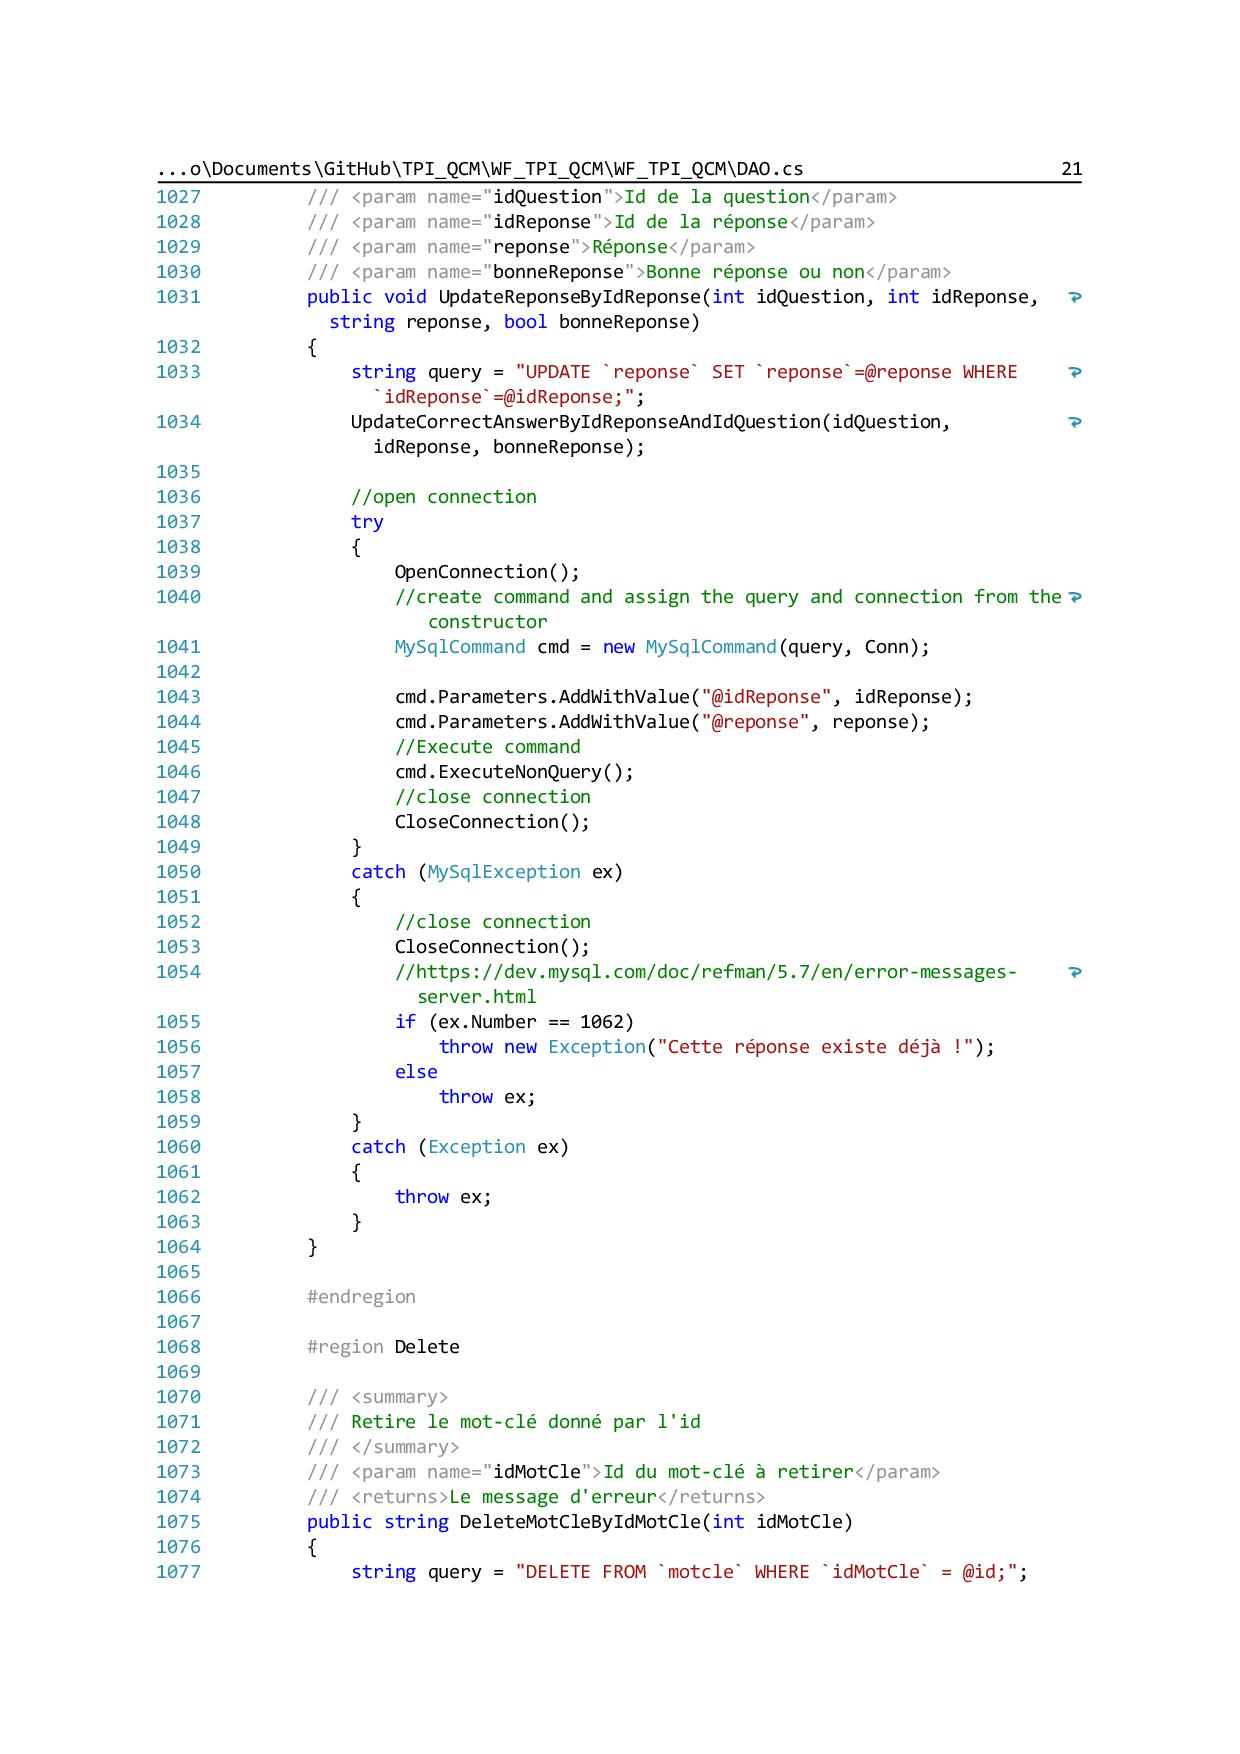 ...o\Documents\GitHub\TPI_QCM\WF_TPI_QCM\WF_TPI_QCM\DAO.cs 21
1027 /// <param name="idQuestion">Id de la question</param>
1028 /// <param name="idReponse">Id de la réponse</param>
1029 /// <param name="reponse">Réponse</param>
1030 /// <param name="bonneReponse">Bonne réponse ou non</param>
1031 public void UpdateReponseByIdReponse(int idQuestion, int idReponse,
string reponse, bool bonneReponse)
1032 {
1033 string query = "UPDATE `reponse` SET `reponse`=@reponse WHERE
`idReponse`=@idReponse;";
1034 UpdateCorrectAnswerByIdReponseAndIdQuestion(idQuestion,
idReponse, bonneReponse);
1035
1036 //open connection
1037 try
1038 {
1039 OpenConnection();
1040 //create command and assign the query and connection from the
constructor
1041 MySqlCommand cmd = new MySqlCommand(query, Conn);
1042
1043 cmd.Parameters.AddWithValue("@idReponse", idReponse);
1044 cmd.Parameters.AddWithValue("@reponse", reponse);
1045 //Execute command
1046 cmd.ExecuteNonQuery();
1047 //close connection
1048 CloseConnection();
1049 }
1050 catch (MySqlException ex)
1051 {
1052 //close connection
1053 CloseConnection();
1054 //https://dev.mysql.com/doc/refman/5.7/en/error-messages-
server.html
1055 if (ex.Number == 1062)
1056 throw new Exception("Cette réponse existe déjà !");
1057 else
1058 throw ex;
1059 }
1060 catch (Exception ex)
1061 {
1062 throw ex;
1063 }
1064 }
1065
1066 #endregion
1067
1068 #region Delete
1069
1070 /// <summary>
1071 /// Retire le mot-clé donné par l'id
1072 /// </summary>
1073 /// <param name="idMotCle">Id du mot-clé à retirer</param>
1074 /// <returns>Le message d'erreur</returns>
1075 public string DeleteMotCleByIdMotCle(int idMotCle)
1076 {
1077 string query = "DELETE FROM `motcle` WHERE `idMotCle` = @id;";